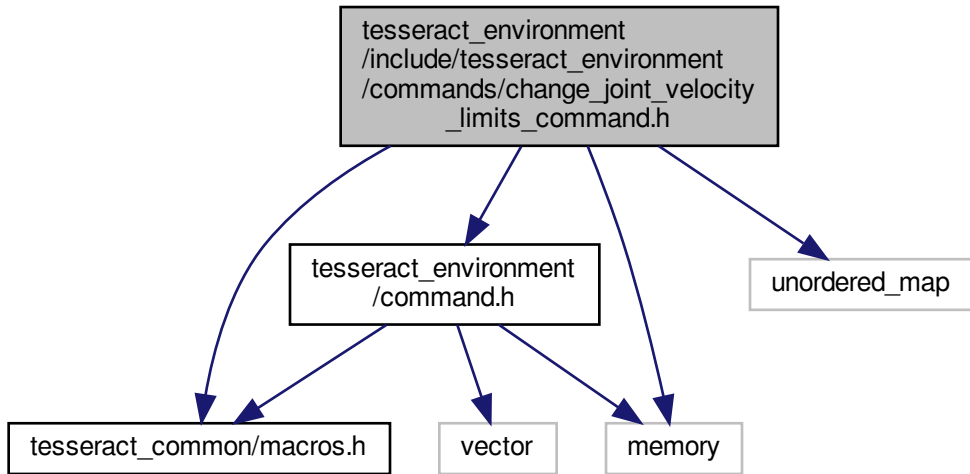 tesseract_environment
/include/tesseract_environment
/commands/change_joint_velocity
_limits_command.h
tesseract_environment
/command.h
unordered_map
tesseract_common/macros.h
vector
memory